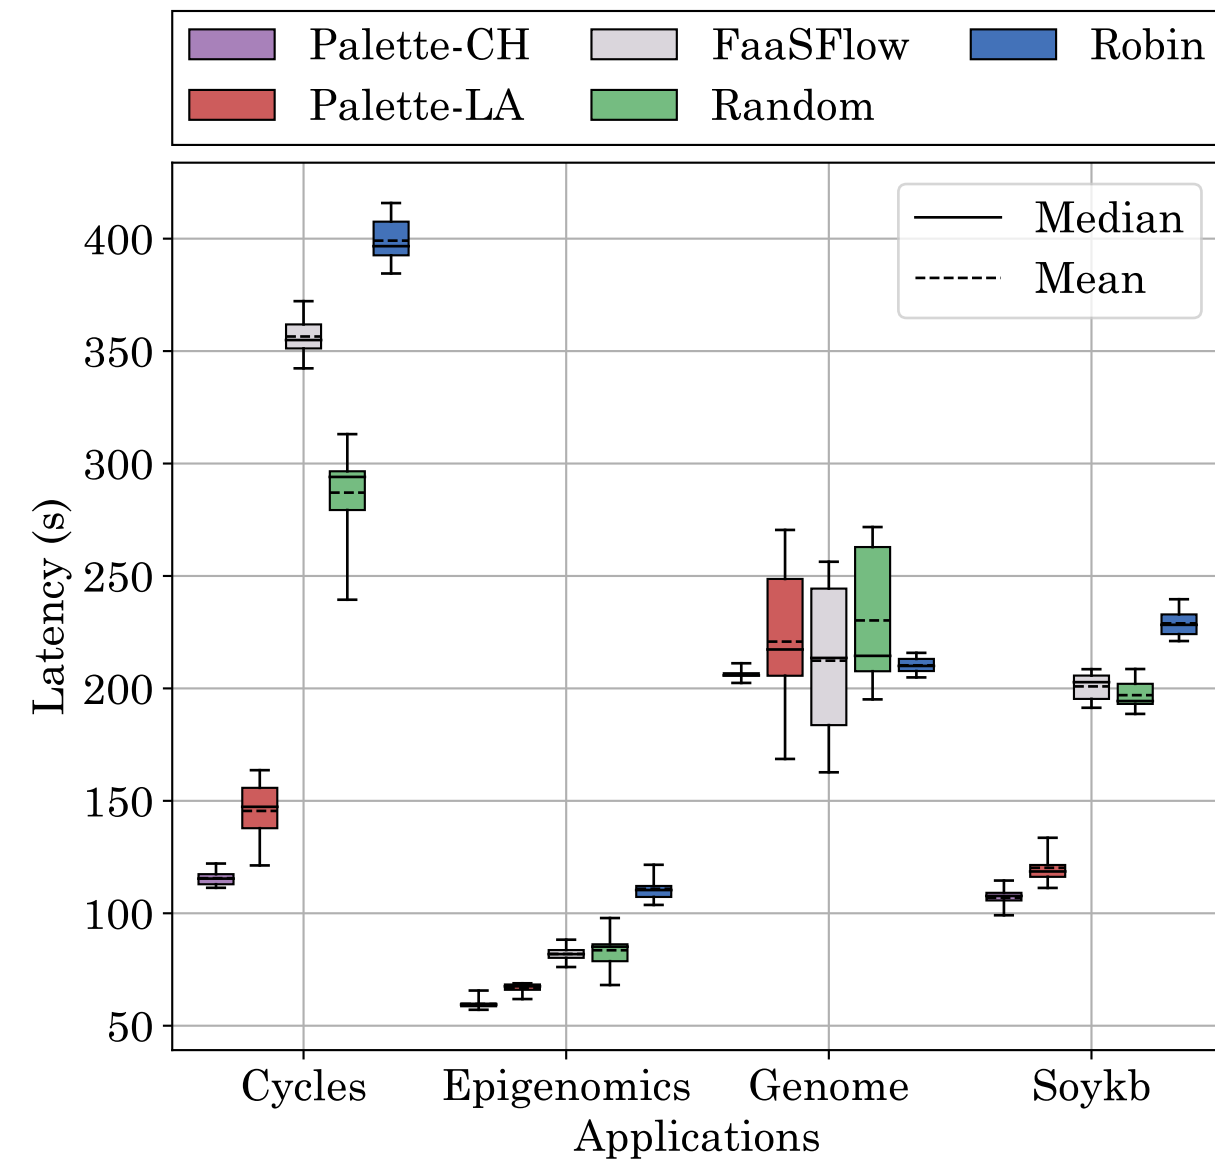 Palette-CH FaaSFlow Robin
Palette-LA Random
Median
Mean
400
350
300
250
200
150
100
50
Latency (s)
Cycles Epigenomics Genome Soykb
Applications